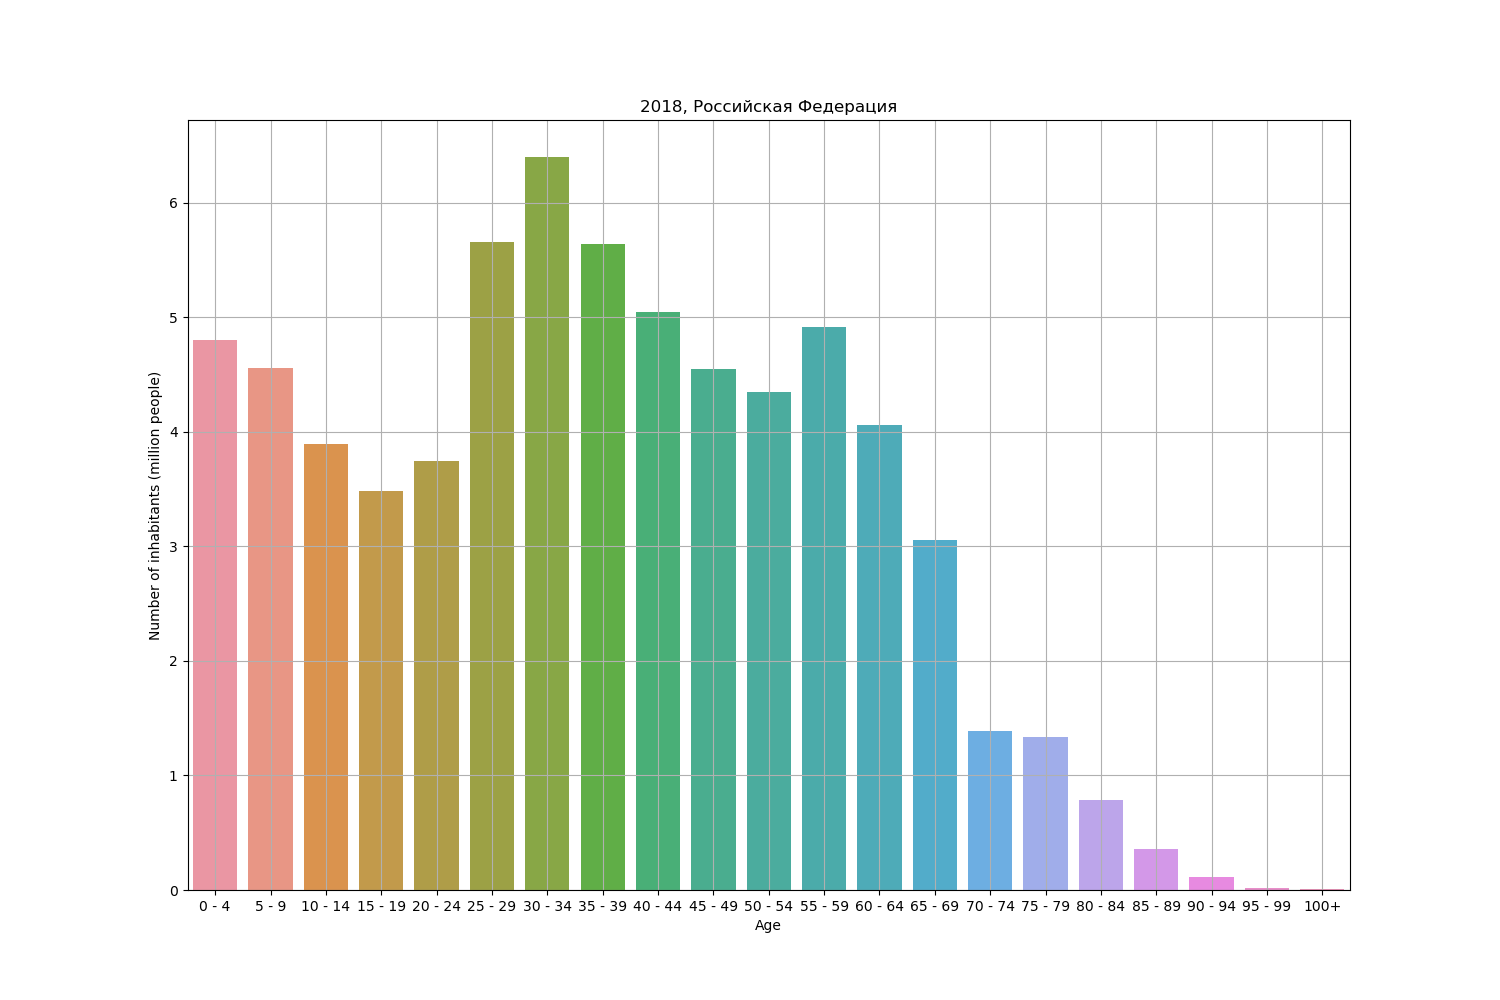 2018, Российская Федерация
Number of inhabitants (million people)
6
5
4
3
2
1
0
0 - 4 5 - 9 10 - 14 15 - 19 20 - 24 25 - 29 30 - 34 35 - 39 40 - 44 45 - 49 50 - 54 55 - 59 60 - 64 65 - 69 70 - 74 75 - 79 80 - 84 85 - 89 90 - 94 95 - 99 100+
Age